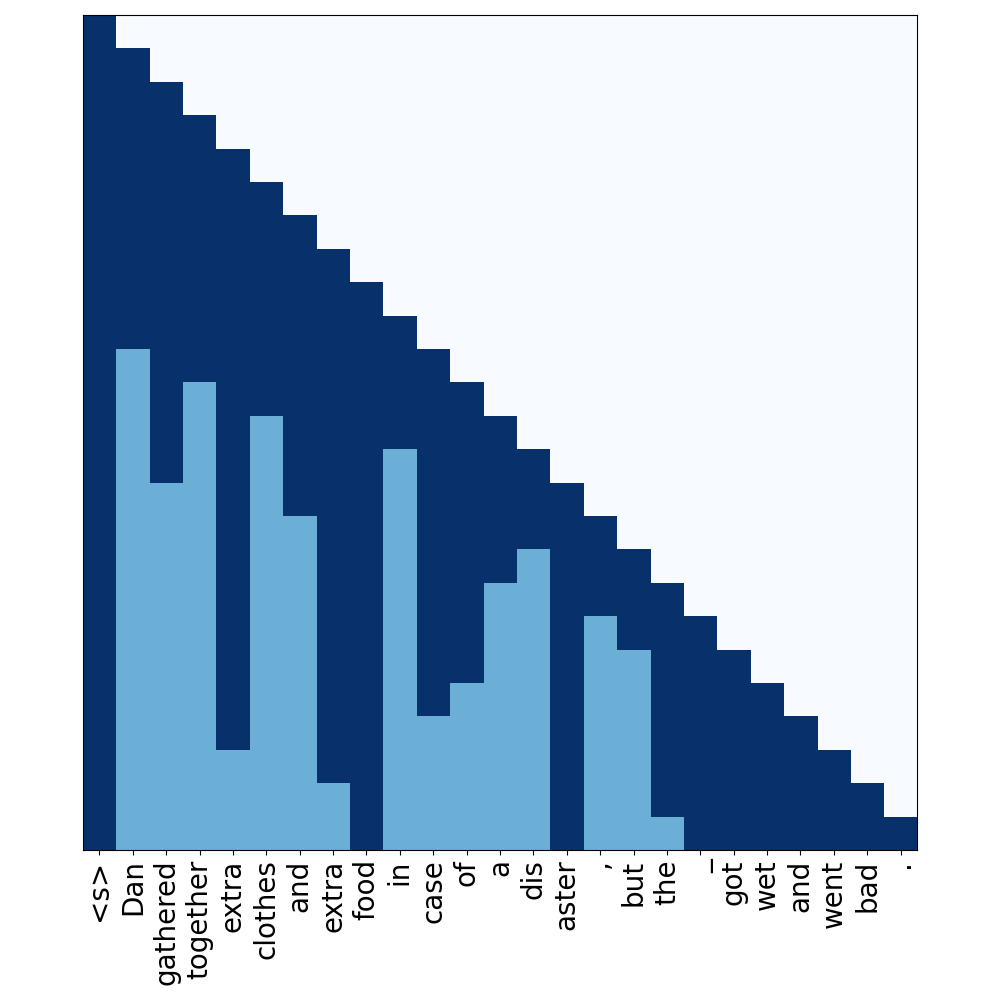 <s> Dan gathered together extra clothes and extra food in case of a dis aster , but the _ got wet and went bad .